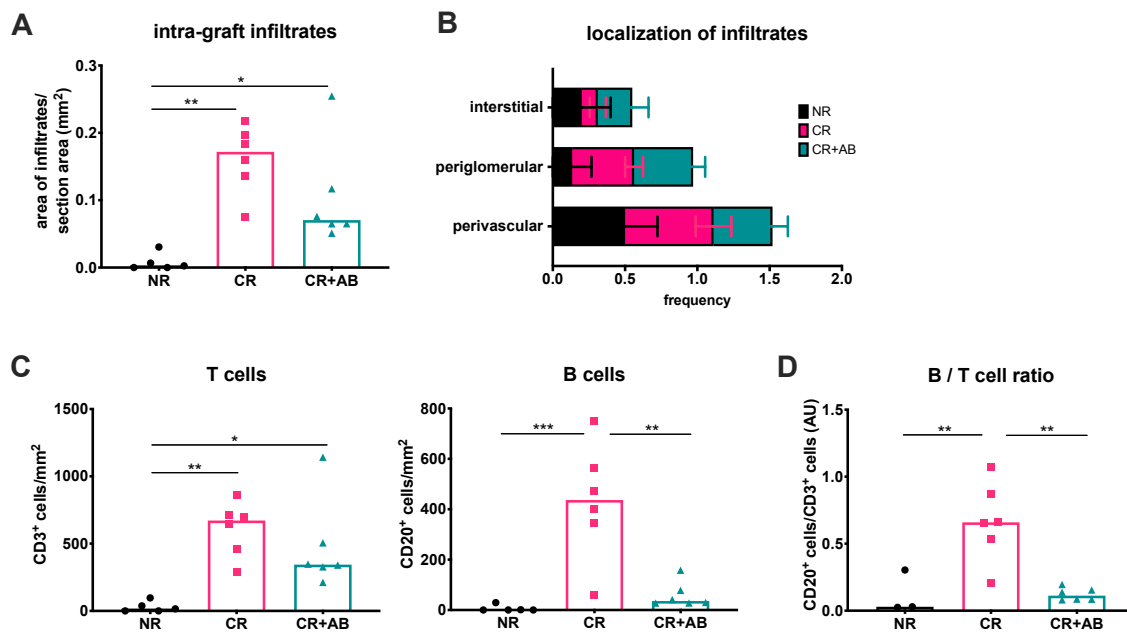 A
intra-graft infiltrates
area of infiltrates/
section area (mm²)
0.3
0.2
0.1
0.0
*
**
NR
CR
CR+AB
B
localization of infiltrates
interstitial
periglomerular
perivascular
0.0
0.5
1.0
1.5
2.0
frequency
NR
CR
CR+AB
C
T cells
CD3⁺ cells/mm²
1500
1000
500
0
*
**
NR
CR
CR+AB
B cells
CD20⁺ cells/mm²
800
600
400
200
0
***
**
NR
CR
CR+AB
D
B / T cell ratio
CD20⁺ cells/CD3⁺ cells (AU)
1.5
1.0
0.5
0.0
**
**
NR
CR
CR+AB